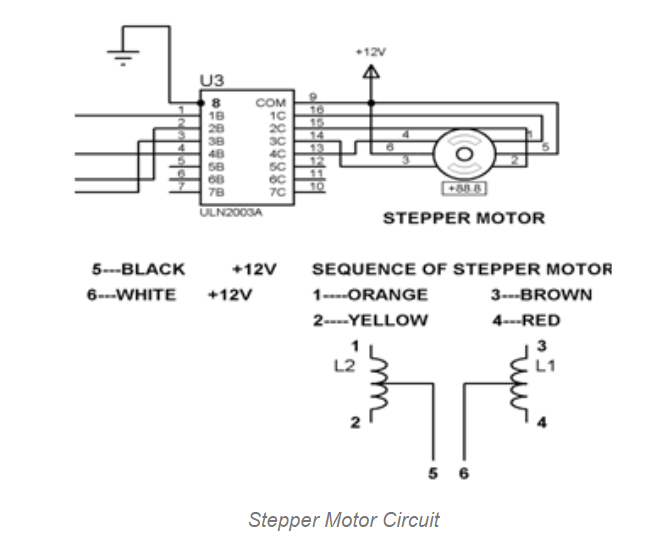 +12V
U3
8 COM 9
1 1B 1C 16
2 2B 2C 15
3 3B 3C 14
4 4B 4C 13
5 5B 5C 12
6 6B 6C 11
7 7B 7C 10
ULN2003A
4 1
6 5
3 2
+88.8
STEPPER MOTOR
5---BLACK +12V SEQUENCE OF STEPPER MOTOR
6---WHITE +12V 1----ORANGE 3---BROWN
2----YELLOW 4---RED
1 3
L2 L1
2 4
5 6
Stepper Motor Circuit